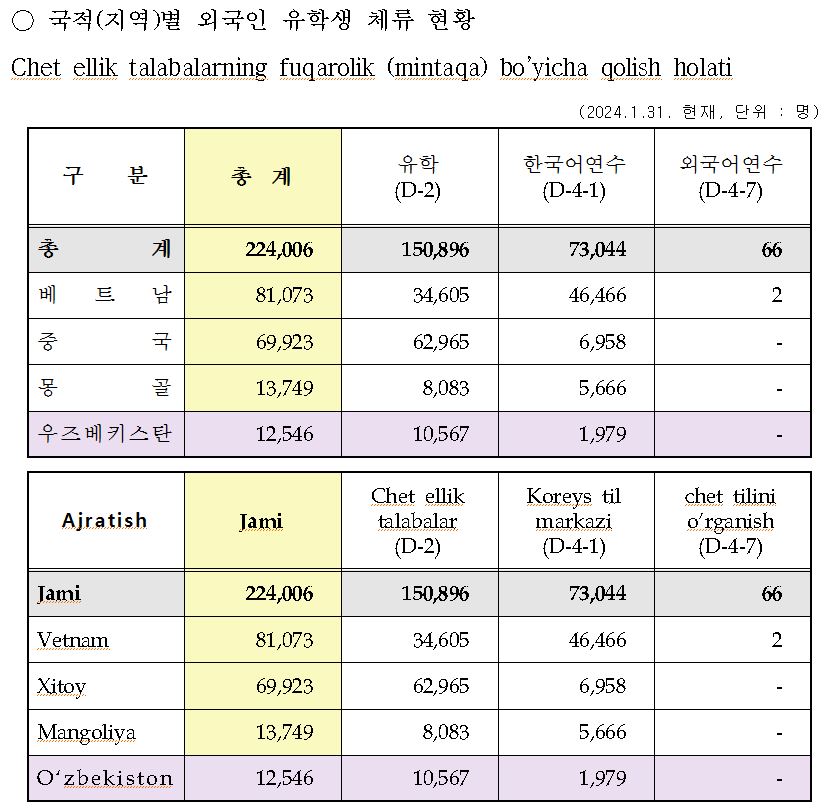 ○ 국적(지역)별 외국인 유학생 체류 현황
Chet ellik talabalarning fuqarolik (mintaqa) bo’yicha qolish holati
(2024.1.31. 현재, 단위 : 명)
구 분 총 계 유학 (D-2) 한국어연수 (D-4-1) 외국어연수 (D-4-7)
총 계 224,006 150,896 73,044 66
베 트 남 81,073 34,605 46,466 2
중 국 69,923 62,965 6,958 -
몽 골 13,749 8,083 5,666 -
우즈베키스탄 12,546 10,567 1,979 -
Ajratish Jami Chet ellik talabalar (D-2) Koreys til markazi (D-4-1) chet tilini o‘rganish (D-4-7)
Jami 224,006 150,896 73,044 66
Vetnam 81,073 34,605 46,466 2
Xitoy 69,923 62,965 6,958 -
Mangoliya 13,749 8,083 5,666 -
O‘zbekiston 12,546 10,567 1,979 -